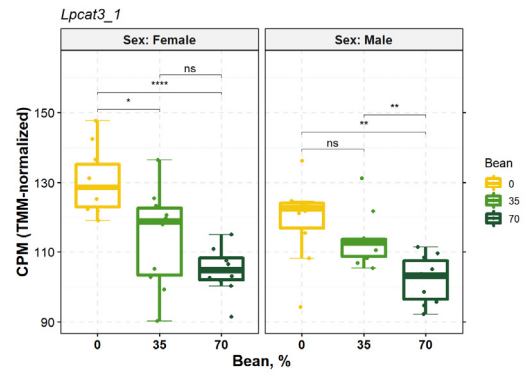 Lpcat3_1
Sex: Female
Sex: Male
ns
****
*
**
**
ns
CPM (TMM-normalized)
150
130
110
90
0
35
70
0
35
70
Bean, %
Bean
0
35
70